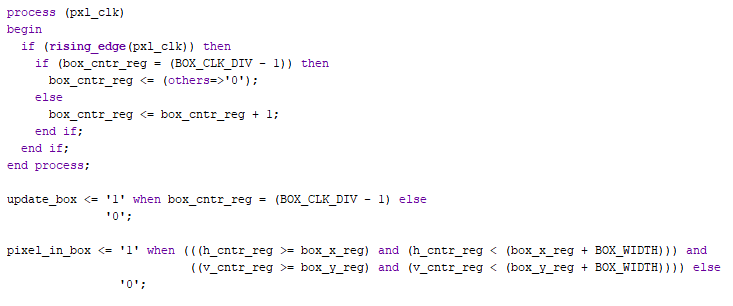 process (pxl_clk)
begin
  if (rising_edge(pxl_clk)) then
    if (box_cntr_reg = (BOX_CLK_DIV - 1)) then
      box_cntr_reg <= (others=>'0');
    else
      box_cntr_reg <= box_cntr_reg + 1;
    end if;
  end if;
end process;

update_box <= '1' when box_cntr_reg = (BOX_CLK_DIV - 1) else
              '0';

pixel_in_box <= '1' when (((h_cntr_reg >= box_x_reg) and (h_cntr_reg < (box_x_reg + BOX_WIDTH))) and
                          ((v_cntr_reg >= box_y_reg) and (v_cntr_reg < (box_y_reg + BOX_WIDTH)))) else
                '0';